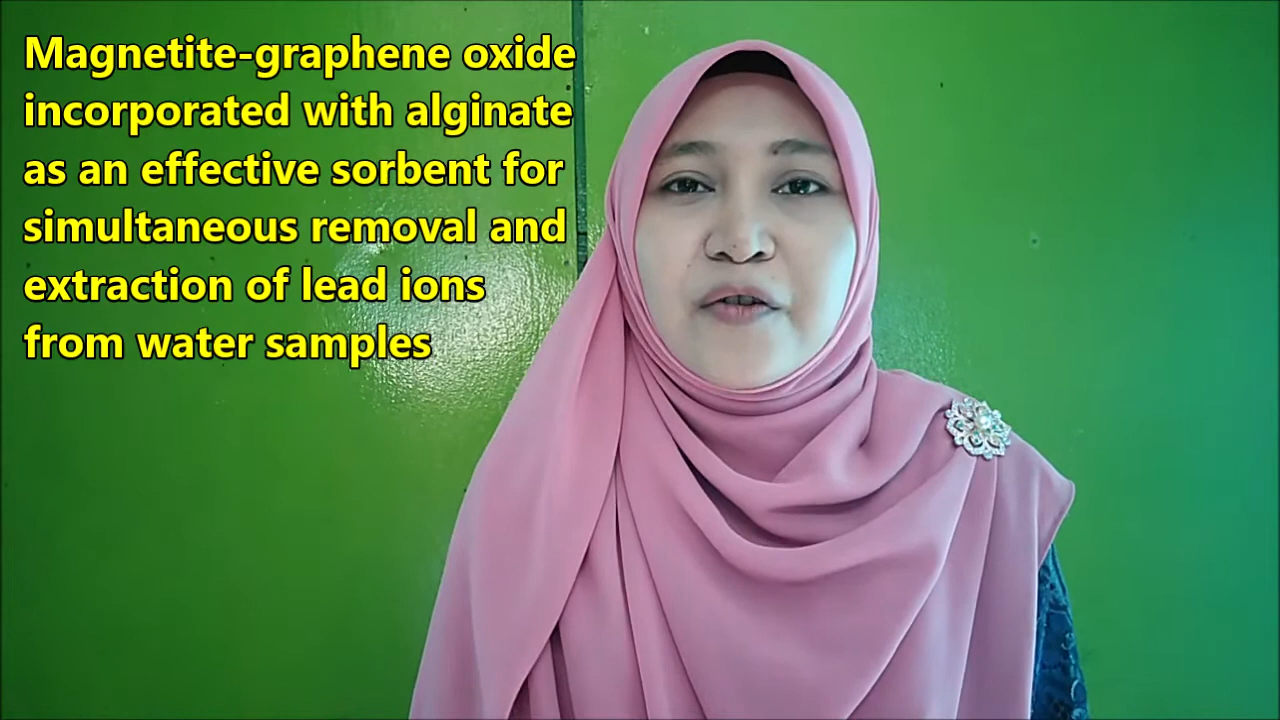 Magnetite-graphene oxide
incorporated with alginate
as an effective sorbent for
simultaneous removal and
extraction of lead ions
from water samples